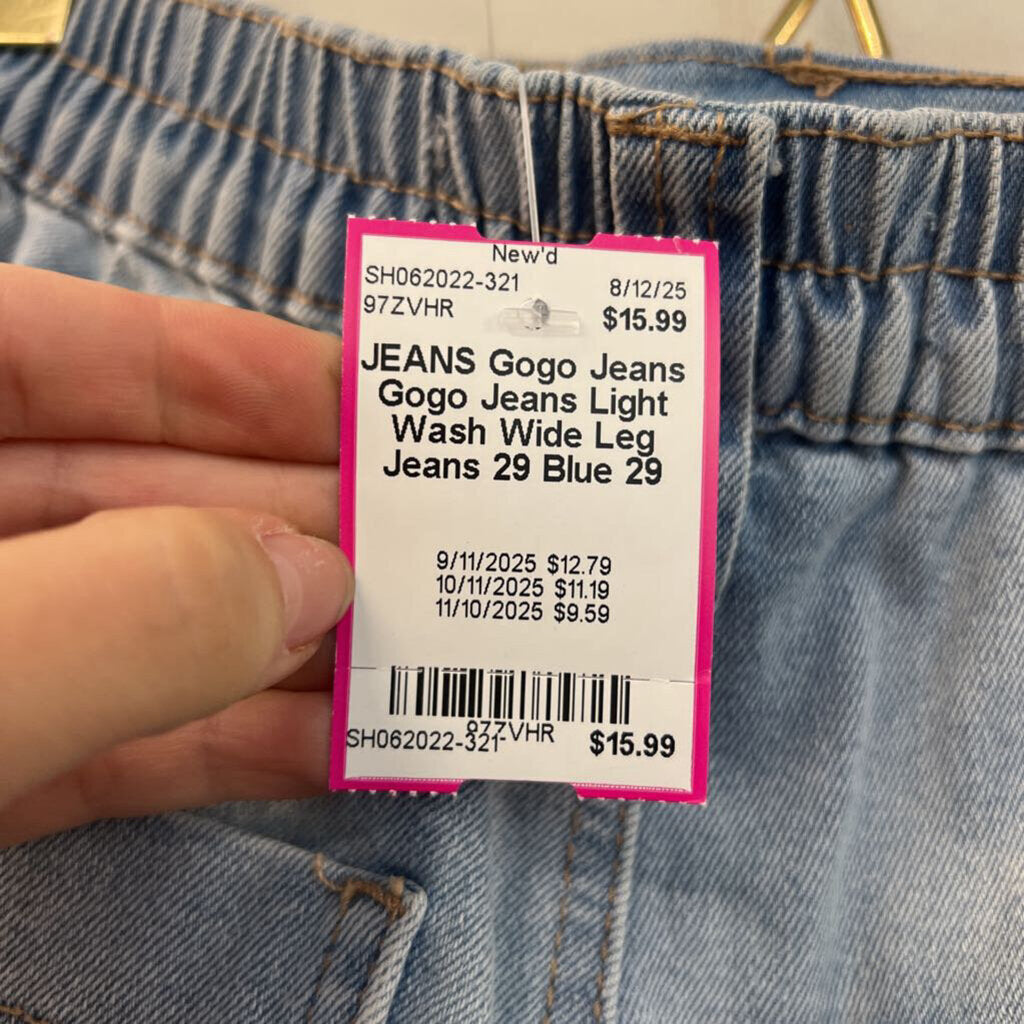 New'd
SH062022-321 8/12/25
97ZVHR $15.99
JEANS Gogo Jeans
Gogo Jeans Light
Wash Wide Leg
Jeans 29 Blue 29
9/11/2025 $12.79
10/11/2025 $11.19
11/10/2025 $9.59
97ZVHR
SH062022-321- $15.99